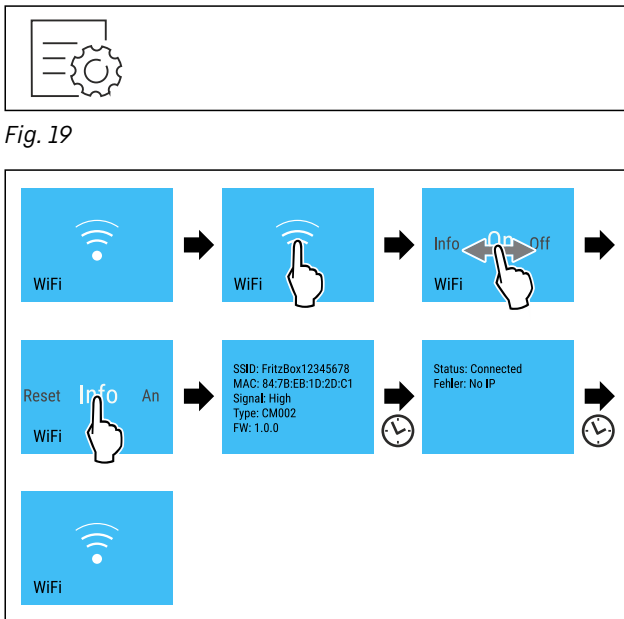 Fig. 19
WiFi
WiFi
Info On Off
WiFi
Reset Info An
WiFi
SSID: FritzBox12345678
MAC: 84:7B:EB:1D:2D:C1
Signal: High
Type: CM002
FW: 1.0.0
Status: Connected
Fehler: No IP
WiFi